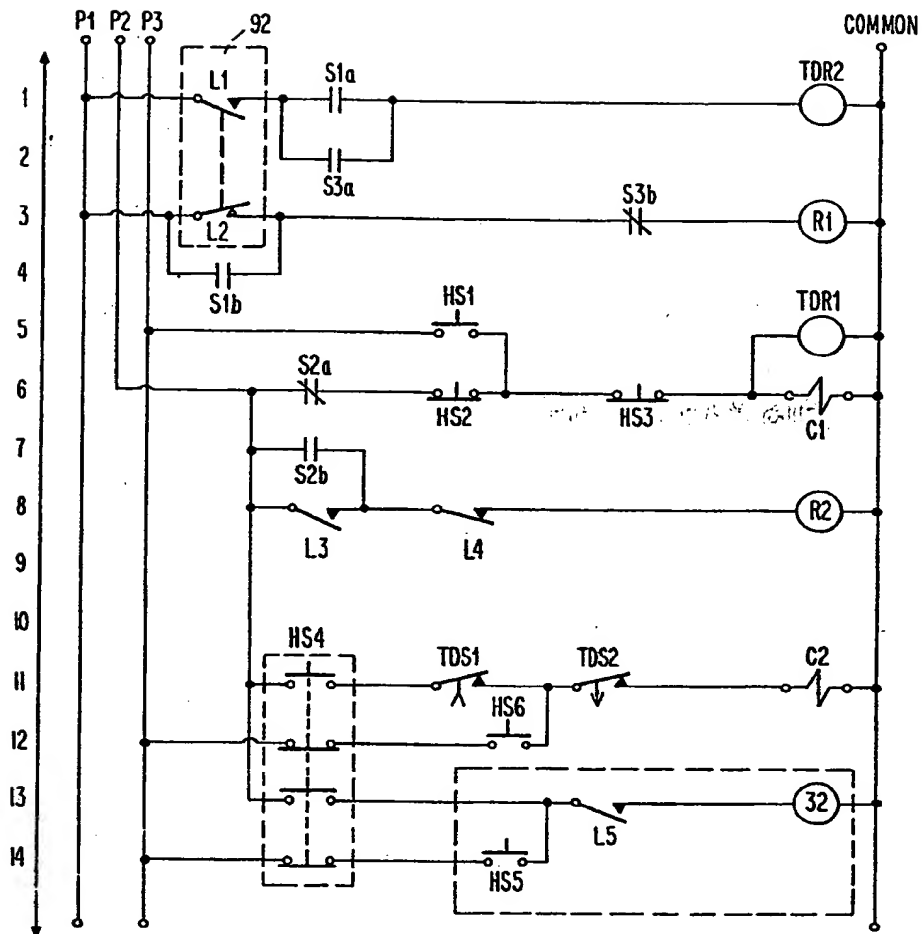 P1 P2 P3 92 COMMON
L1 S1a TDR2
1
2
S3a
3 L2 S3b R1
4
S1b HS1 TDR1
5
S2a
6 HS2 HS3 C1
7
S2b
8 L3 L4 R2
9
10
HS4 TDS1 TDS2 C2
11
HS6
12
13 L5 32
14
HS5